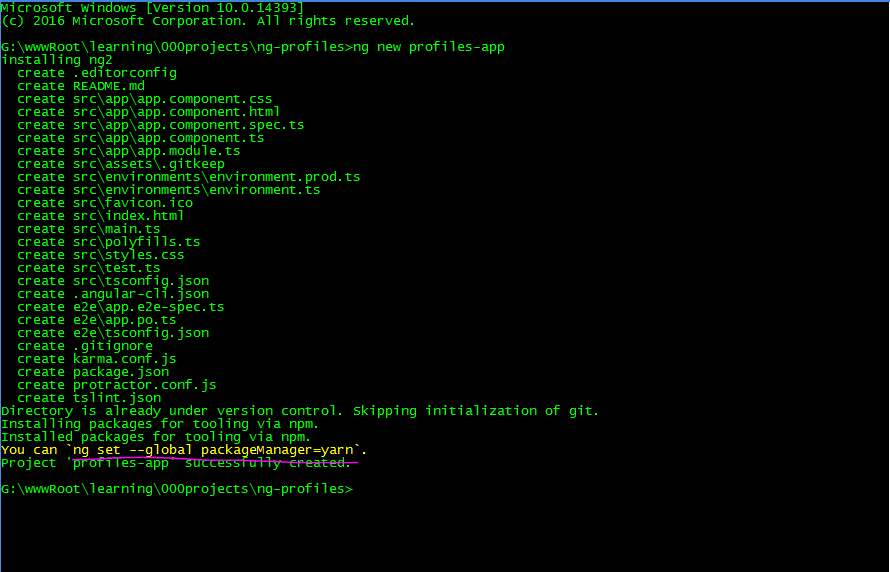 Microsoft Windows [Version 10.0.14393]
(c) 2016 Microsoft Corporation. All rights reserved.
G:\wwwRoot\learning\000projects\ng-profiles>ng new profiles-app
installing ng2
  create .editorconfig
  create README.md
  create src\app\app.component.css
  create src\app\app.component.html
  create src\app\app.component.spec.ts
  create src\app\app.component.ts
  create src\app\app.module.ts
  create src\assets\.gitkeep
  create src\environments\environment.prod.ts
  create src\environments\environment.ts
  create src\favicon.ico
  create src\index.html
  create src\main.ts
  create src\polyfills.ts
  create src\styles.css
  create src\test.ts
  create src\tsconfig.json
  create .angular-cli.json
  create e2e\app.e2e-spec.ts
  create e2e\app.po.ts
  create e2e\tsconfig.json
  create .gitignore
  create karma.conf.js
  create package.json
  create protractor.conf.js
  create tslint.json
Directory is already under version control. Skipping initialization of git.
Installing packages for tooling via npm.
Installed packages for tooling via npm.
You can `ng set --global packageManager=yarn`.
Project 'profiles-app' successfully created.
G:\wwwRoot\learning\000projects\ng-profiles>